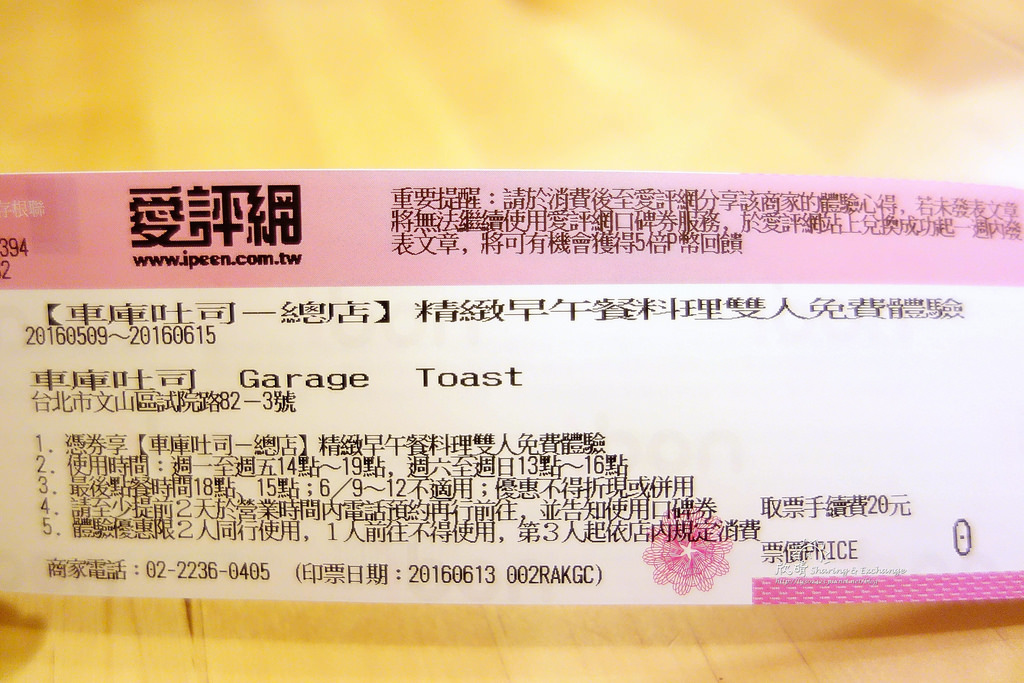 存根聯
394
2
愛評網
www.ipeen.com.tw
重要提醒：請於消費後至愛評網分享該商家的體驗心得，若未發表文章
將無法繼續使用愛評網口碑券服務，於愛評網站上兌換成功起一週內發
表文章，將可有機會獲得5倍P幣回饋
【車庫吐司－總店】精緻早午餐料理雙人免費體驗
20160509～20160615
車庫吐司 Garage Toast
台北市文山區試院路82－3號
1. 憑券享【車庫吐司－總店】精緻早午餐料理雙人免費體驗
2. 使用時間：週一至週五14點～19點，週六至週日13點～16點
3. 最後點餐時間18點、15點；6／9～12不適用；優惠不得折現或併用
4. 請至少提前2天於營業時間內電話預約再行前往，並告知使用口碑券
5. 體驗優惠限２人同行使用，１人前往不得使用，第３人起依店內規定消費
取票手續費20元
票價PRICE 0
商家電話：02-2236-0405 (印票日期：20160613 002RAKGC)
Sharing & Exchange